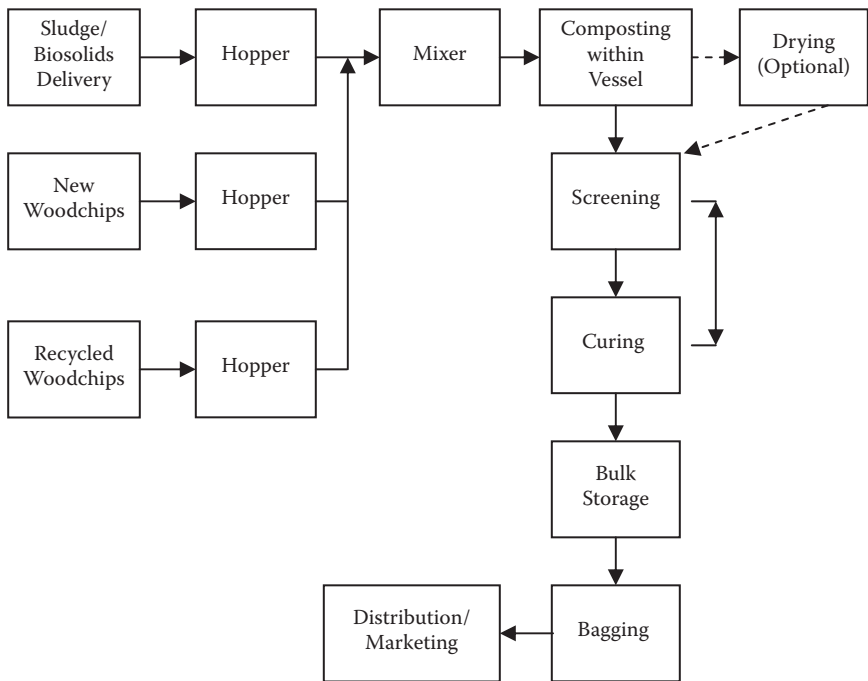 Sludge/
Biosolids
Delivery
Hopper
Mixer
Composting
within
Vessel
Drying
(Optional)
New
Woodchips
Hopper
Screening
Recycled
Woodchips
Hopper
Curing
Bulk
Storage
Distribution/
Marketing
Bagging